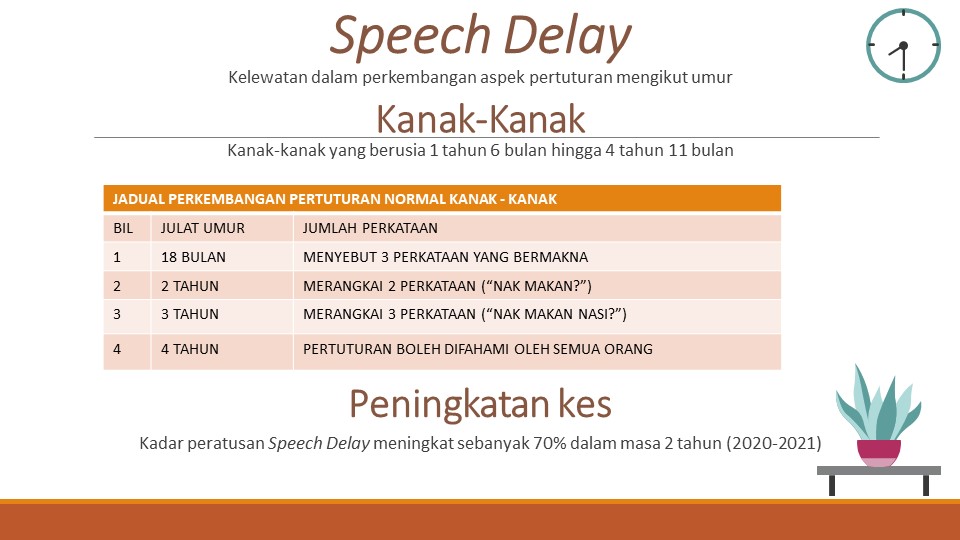 Speech Delay
Kelewatan dalam perkembangan aspek pertuturan mengikut umur
Kanak-Kanak
Kanak-kanak yang berusia 1 tahun 6 bulan hingga 4 tahun 11 bulan
JADUAL PERKEMBANGAN PERTUTURAN NORMAL KANAK - KANAK
BIL JULAT UMUR JUMLAH PERKATAAN
1 18 BULAN MENYEBUT 3 PERKATAAN YANG BERMAKNA
2 2 TAHUN MERANGKAI 2 PERKATAAN (“NAK MAKAN?”)
3 3 TAHUN MERANGKAI 3 PERKATAAN (“NAK MAKAN NASI?”)
4 4 TAHUN PERTUTURAN BOLEH DIFAHAMI OLEH SEMUA ORANG
Peningkatan kes
Kadar peratusan Speech Delay meningkat sebanyak 70% dalam masa 2 tahun (2020-2021)